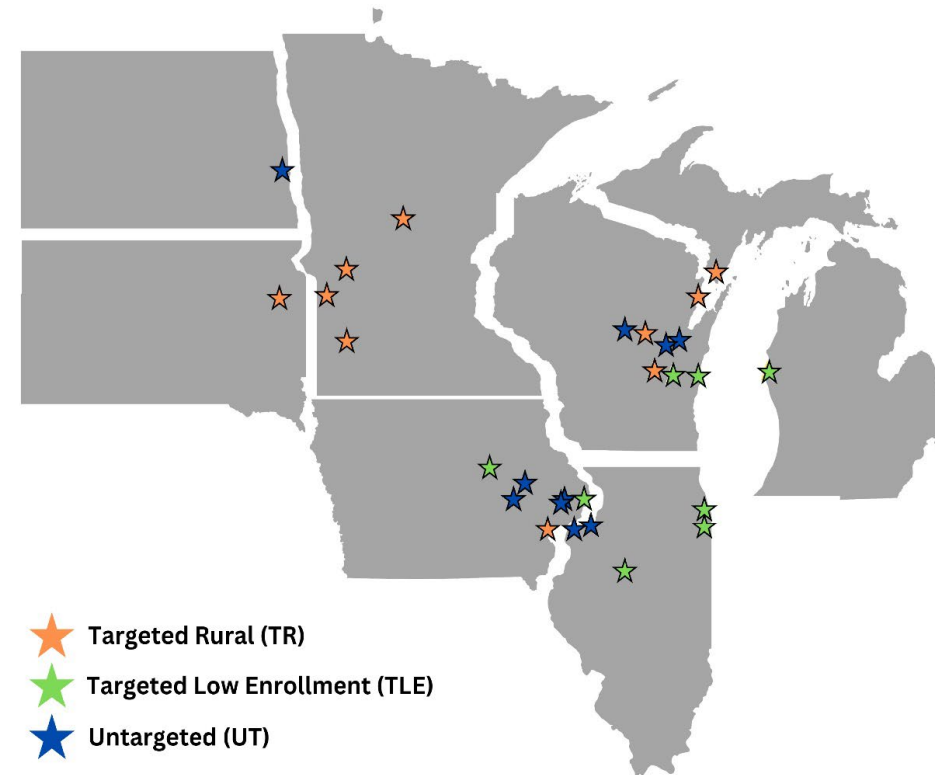 Targeted Rural (TR)
Targeted Low Enrollment (TLE)
Untargeted (UT)